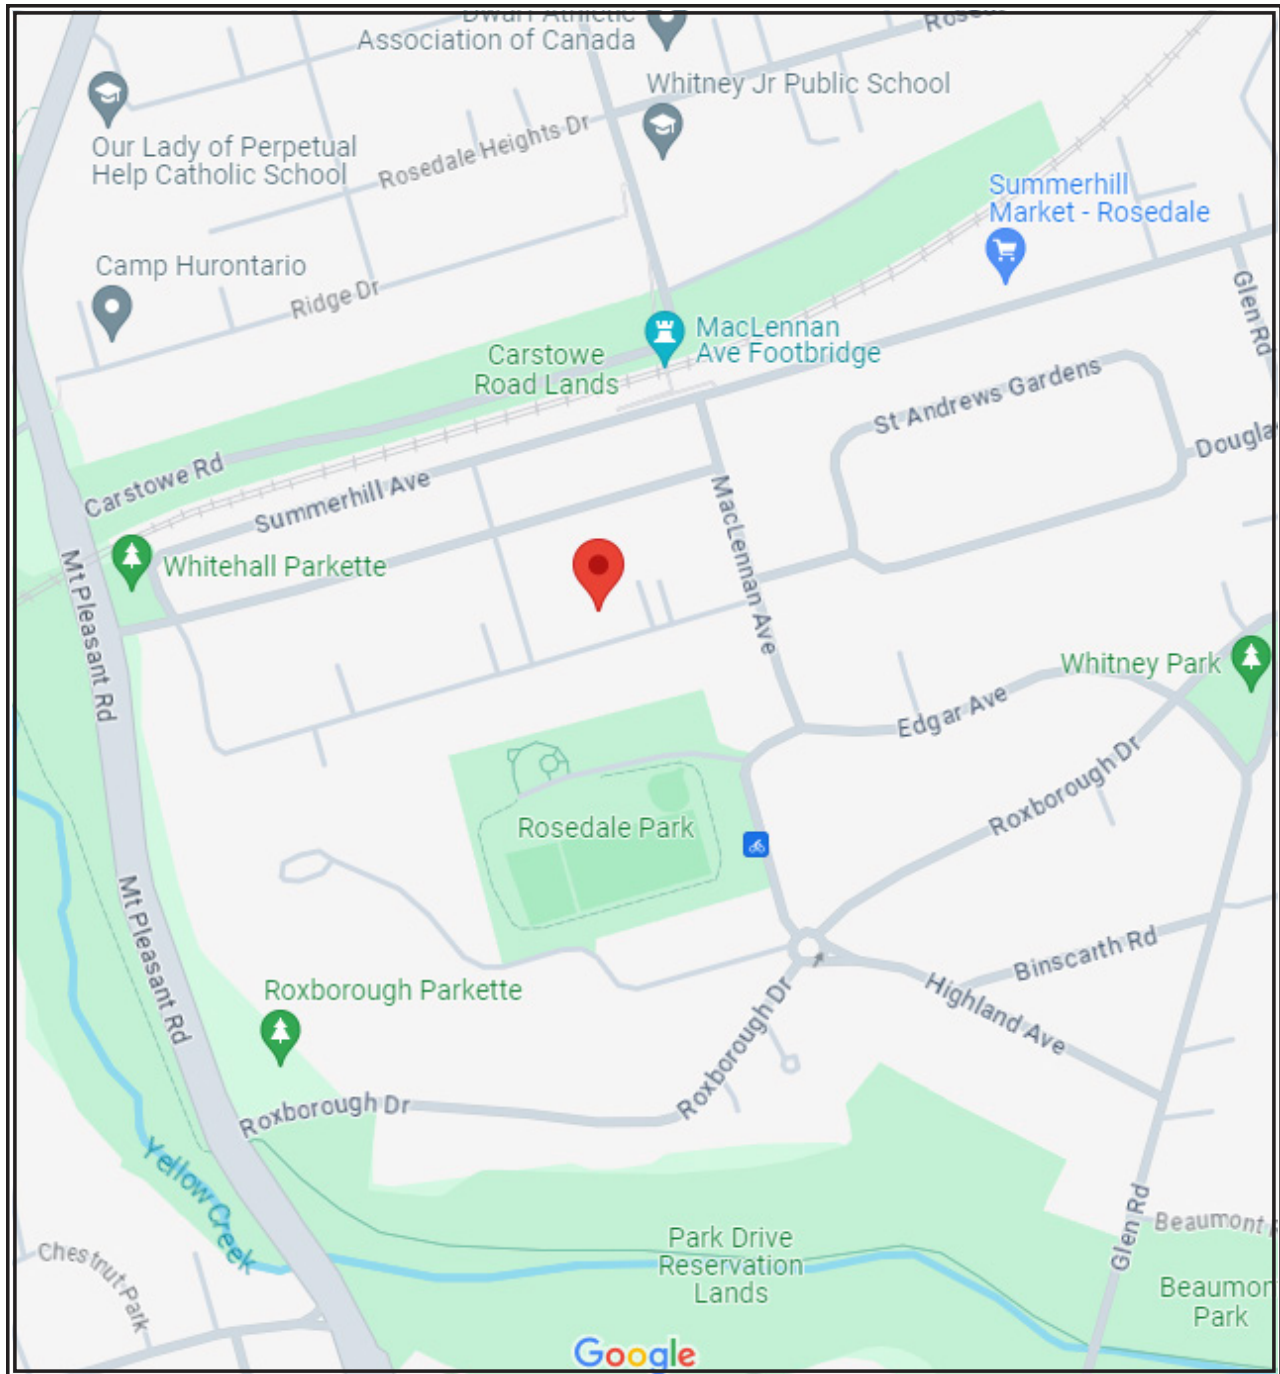 Dwarf Athletic
Association of Canada
Whitney Jr Public School
Our Lady of Perpetual
Help Catholic School
Rosedale Heights Dr
Summerhill
Market - Rosedale
Camp Hurontario
Ridge Dr
Glen Rd
MacLennan
Ave Footbridge
Carstowe
Road Lands
St Andrews Gardens
Dougla
Carstowe Rd
Summerhill Ave
MacLennan Ave
Whitehall Parkette
Mt Pleasant Rd
Whitney Park
Edgar Ave
Roxborough Dr
Rosedale Park
Mt Pleasant Rd
Binscarth Rd
Highland Ave
Roxborough Parkette
Roxborough Dr
Roxborough Dr
Yellow Creek
Glen Rd
Beaumont
Park Drive
Reservation
Lands
Chestnut Park
Beaumon
Park
Google